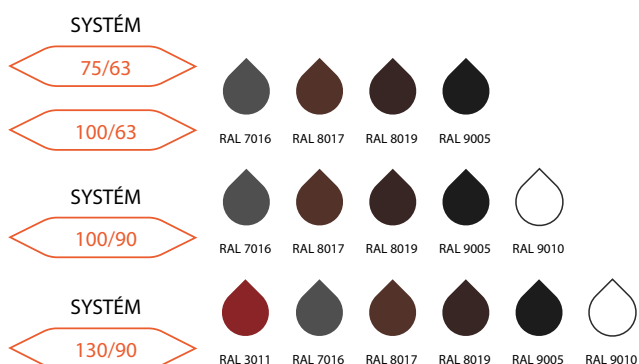 SYSTÉM
75/63
100/63
RAL 7016 RAL 8017 RAL 8019 RAL 9005
SYSTÉM
100/90
RAL 7016 RAL 8017 RAL 8019 RAL 9005 RAL 9010
SYSTÉM
130/90
RAL 3011 RAL 7016 RAL 8017 RAL 8019 RAL 9005 RAL 9010